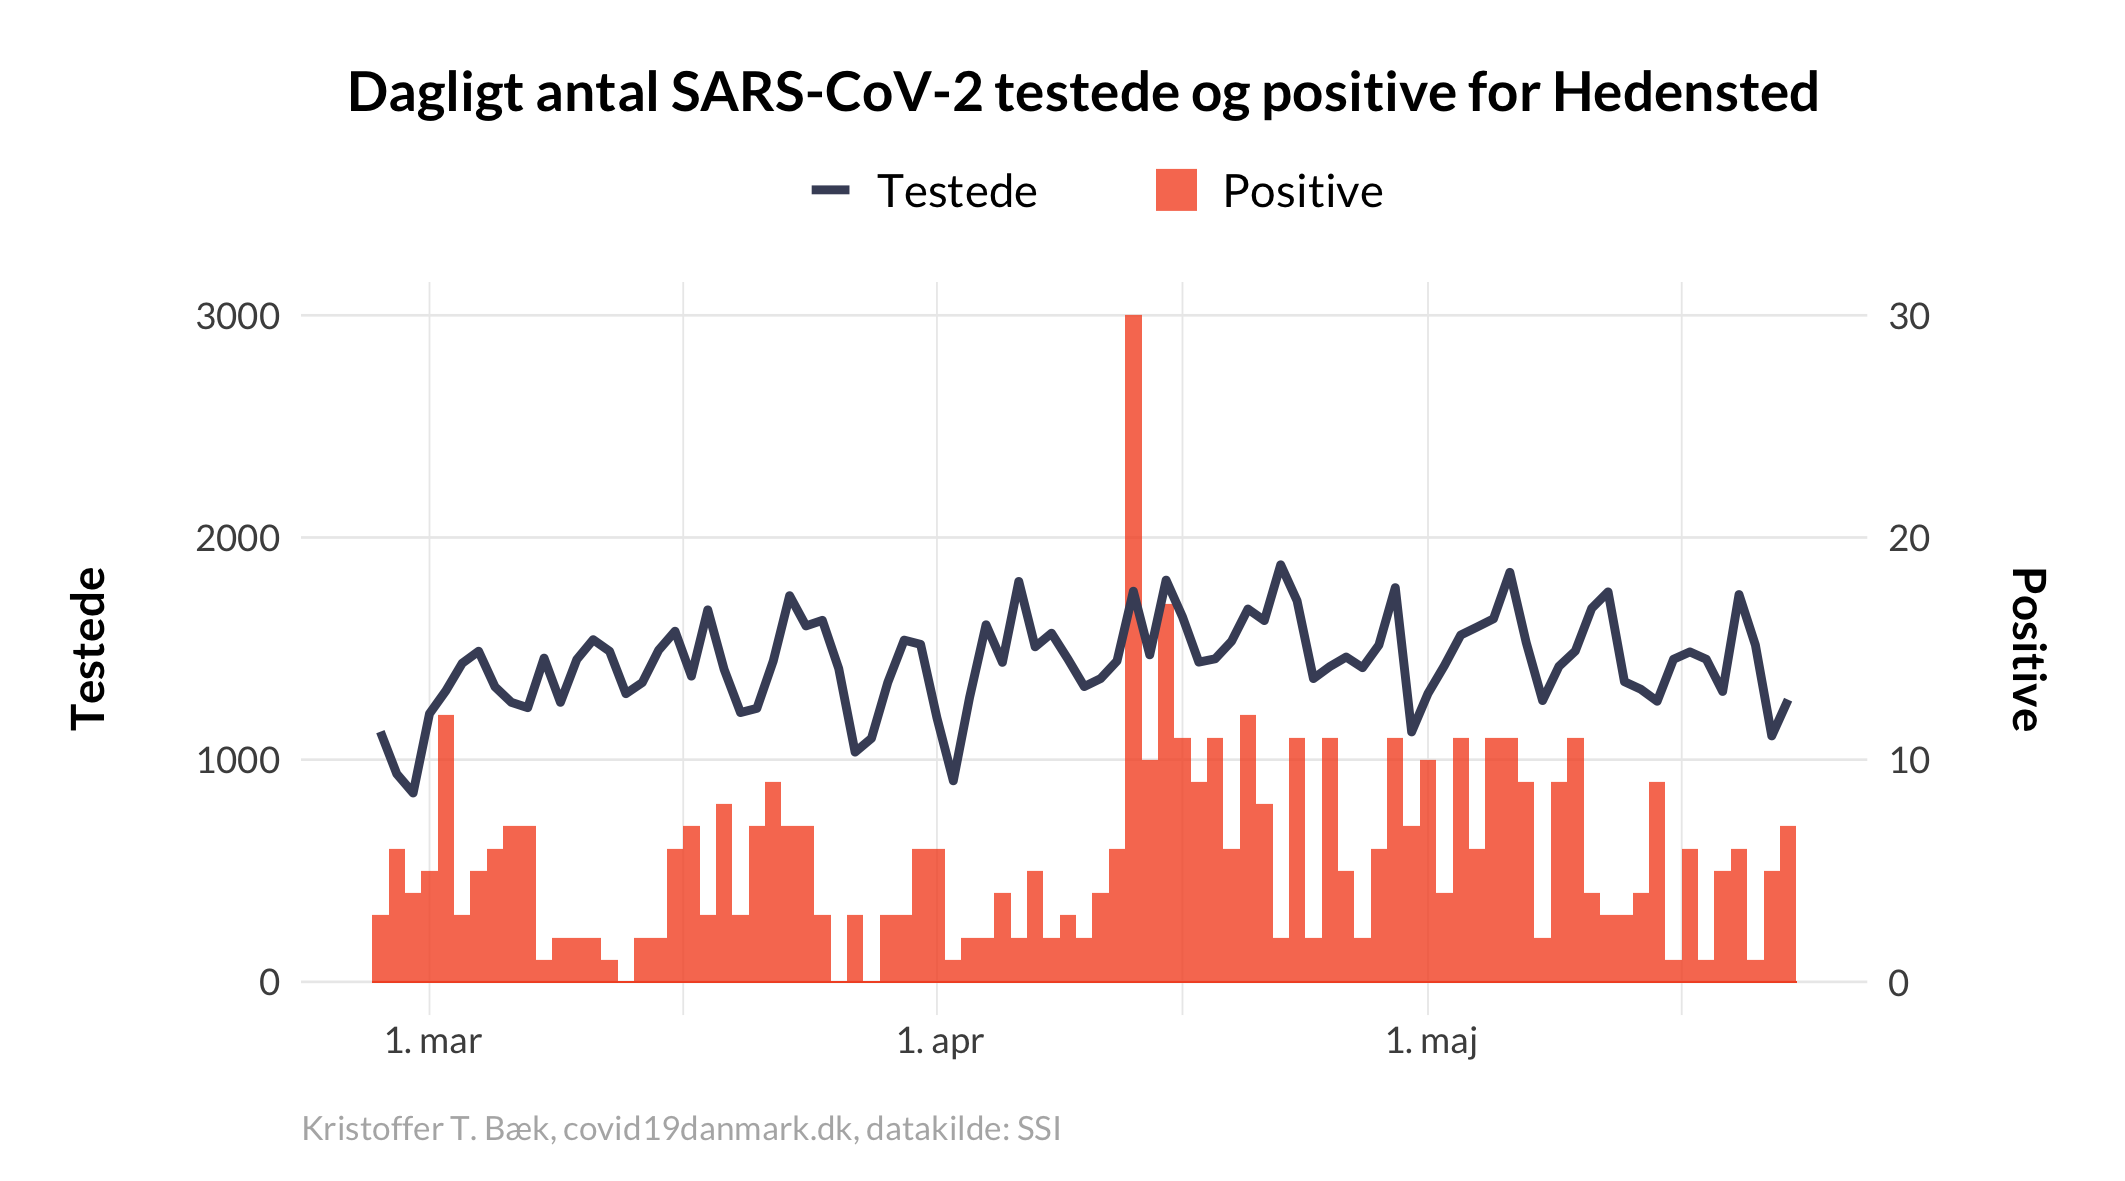 Dagligt antal SARS-CoV-2 testede og positive for Hedensted
Testede
Positive
3000
2000
1000
0
30
20
10
0
Testede
Positive
1. mar
1. apr
1. maj
Kristoffer T. Bæk, covid19danmark.dk, datakilde: SSI